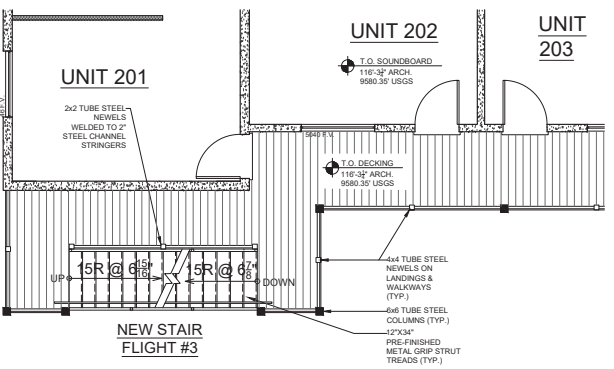 UNIT 201
UNIT 202
UNIT
203
T.O. SOUNDBOARD
116'-3¾" ARCH.
9580.35' USGS
2x2 TUBE STEEL
NEWELS
WELDED TO 2"
STEEL CHANNEL
STRINGERS
5040 F.V.
T.O. DECKING
116'-3¾" ARCH.
9580.35' USGS
UP
15R @ 6 15/16"
15R @ 6 7/8"
DOWN
4x4 TUBE STEEL
NEWELS ON
LANDINGS &
WALKWAYS
(TYP.)
6x6 TUBE STEEL
COLUMNS (TYP.)
12"X34"
PRE-FINISHED
METAL GRIP STRUT
TREADS (TYP.)
NEW STAIR
FLIGHT #3